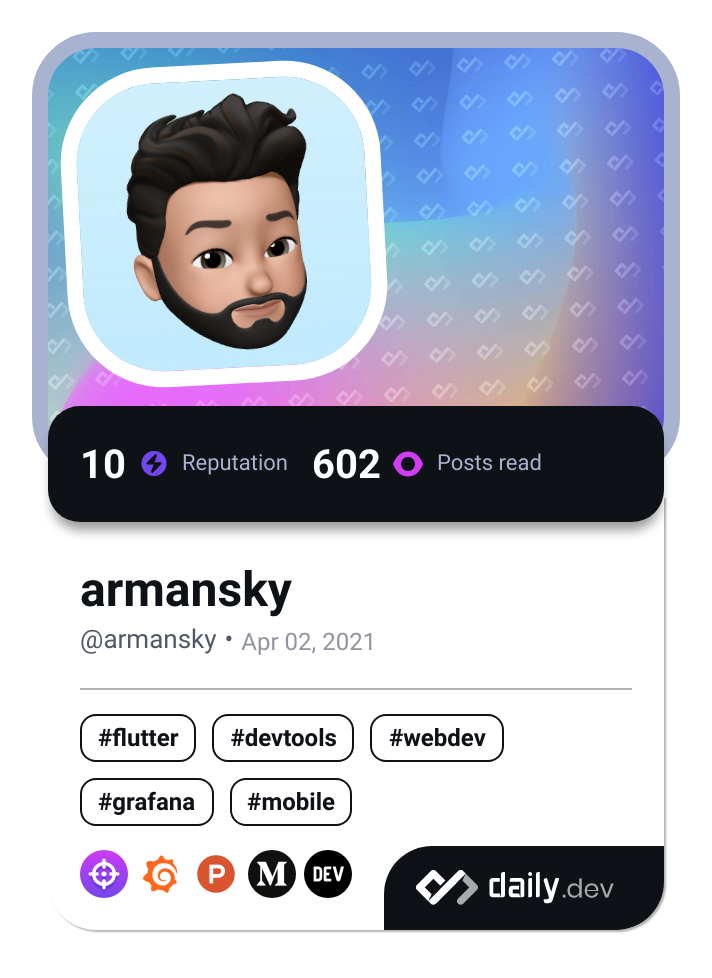 10 Reputation 602 Posts read
armansky
@armansky • Apr 02, 2021
#flutter #devtools #webdev
#grafana #mobile
P M DEV
daily.dev